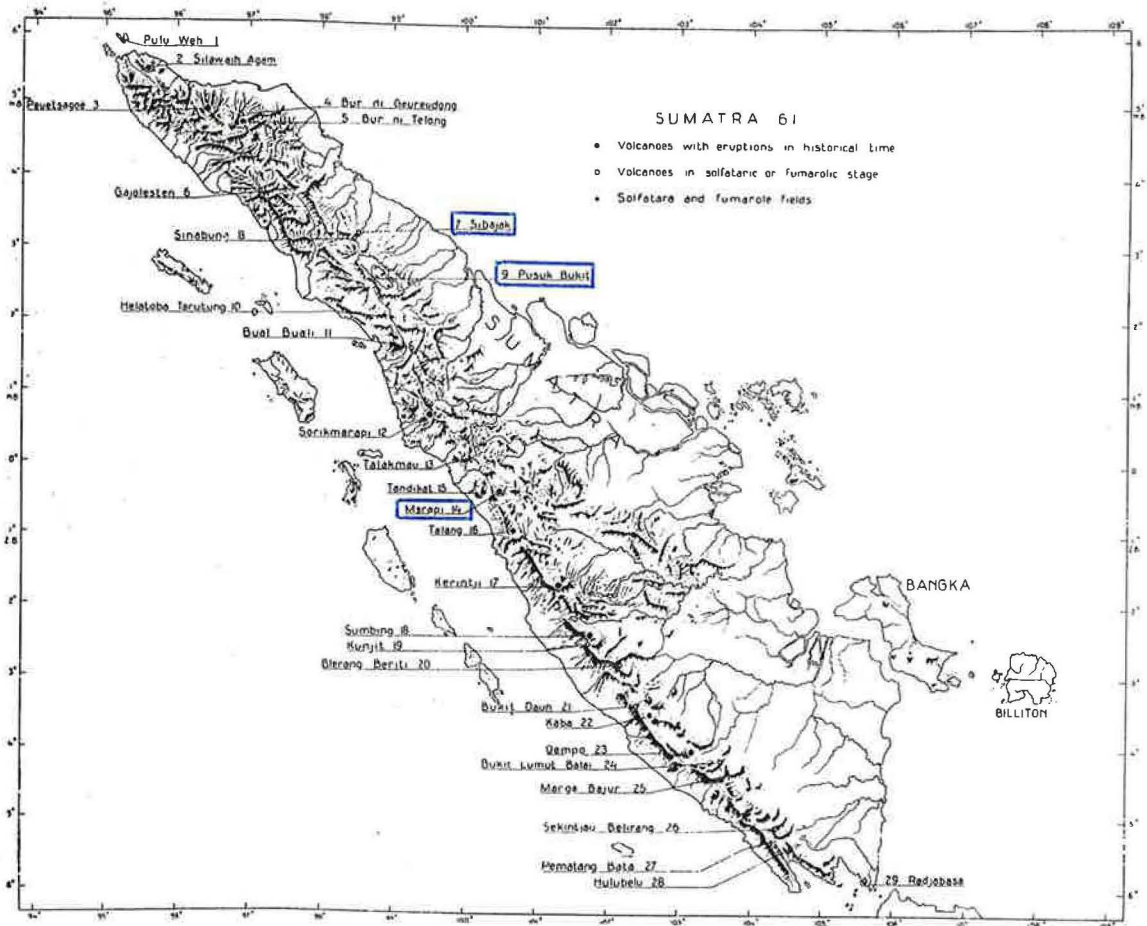 Pulu Weh 1
2 Silawaih Agam
Peuetsagoe 3
4 Bur ni Geureudong
5 Bur ni Telong
SUMATRA 61
Volcanoes with eruptions in historical time
Volcanoes in solfataric or fumarolic stage
Solfatara and fumarole fields
Gajolesten 6
7 Sibajak
Sinabung 8
9 Pusuk Bukit
Helatoba Tarutung 10
Bual Buali 11
SUMATRA
Sorikmarapi 12
Talakmau 13
Tandikat 15
Marapi 14
Talang 16
Kerintji 17
BANGKA
Sumbing 18
Kunjit 19
Blerang Beriti 20
BILLITON
Bukit Daun 21
Kaba 22
Dempo 23
Bukit Lumut Balai 24
Marga Bajur 25
Sekintjau Belirang 26
Pematang Bata 27
Hulubelu 28
29 Radjabasa